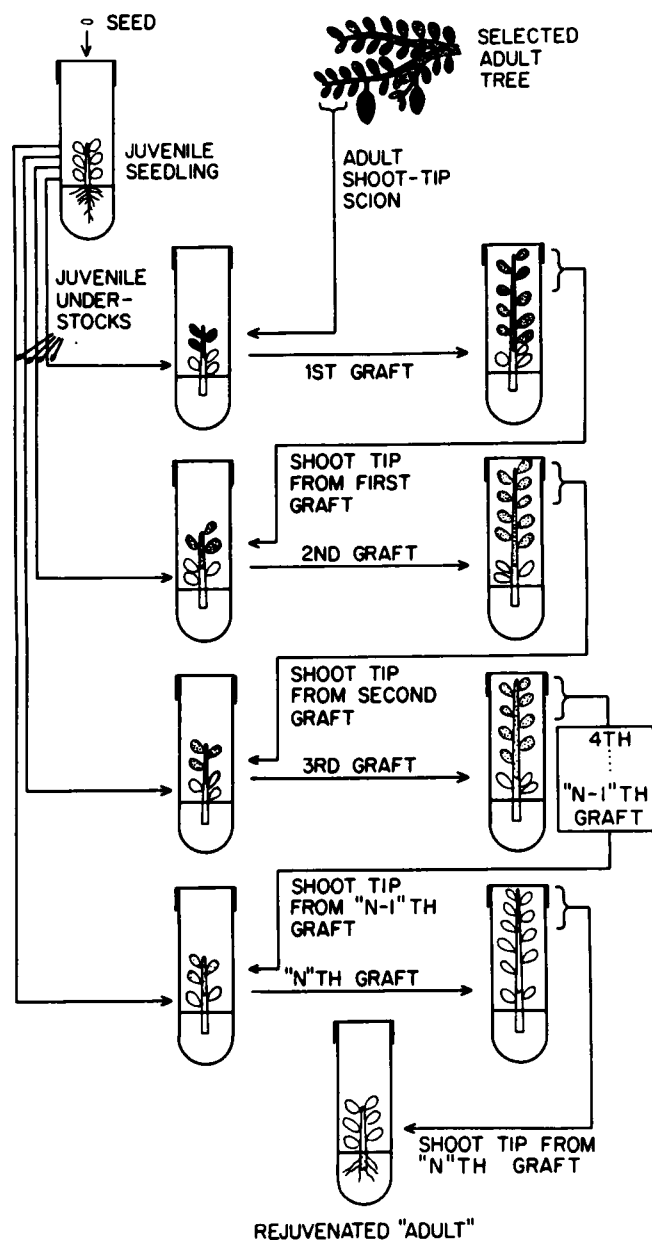 SEED
SELECTED
ADULT
TREE
JUVENILE
SEEDLING
ADULT
SHOOT-TIP
SCION
JUVENILE
UNDER-
STOCKS
1ST GRAFT
SHOOT TIP
FROM FIRST
GRAFT
2ND GRAFT
SHOOT TIP
FROM SECOND
GRAFT
3RD GRAFT
4TH
"N-1"TH
GRAFT
SHOOT TIP
FROM "N-1"TH
GRAFT
"N"TH GRAFT
SHOOT TIP FROM
"N"TH GRAFT
REJUVENATED "ADULT"